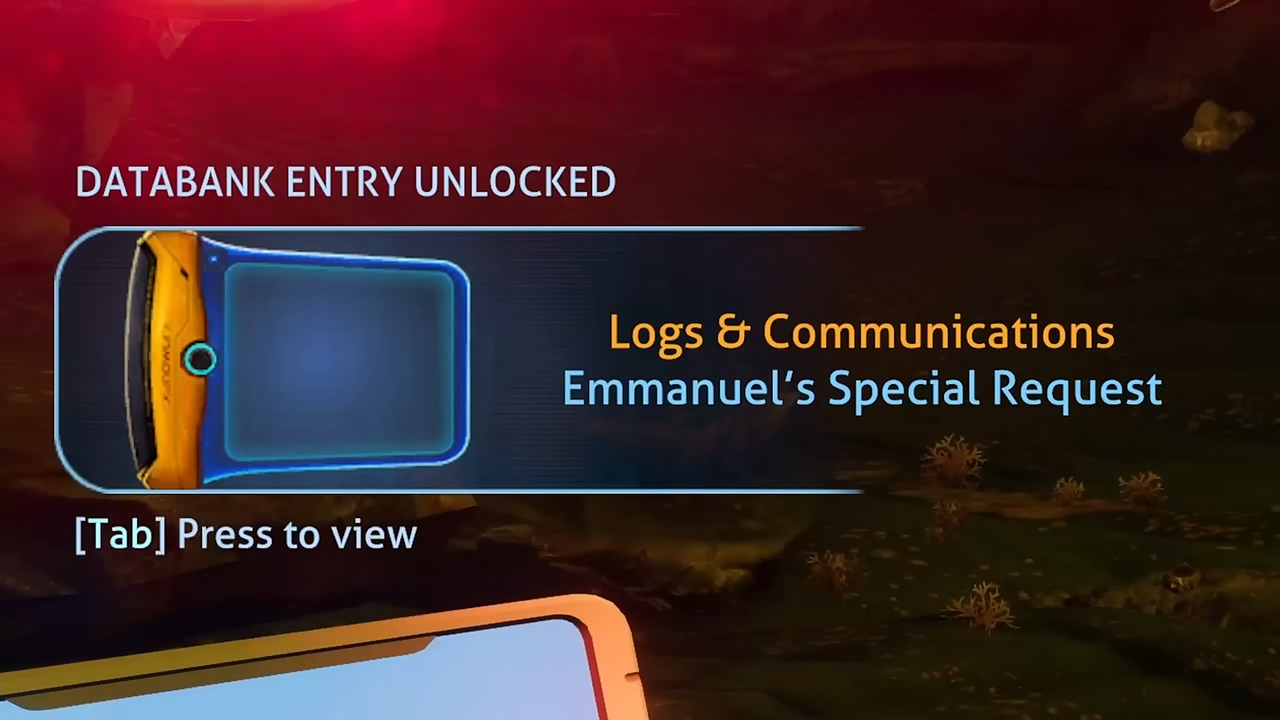 DATABANK ENTRY UNLOCKED
Logs & Communications
Emmanuel's Special Request
[Tab] Press to view